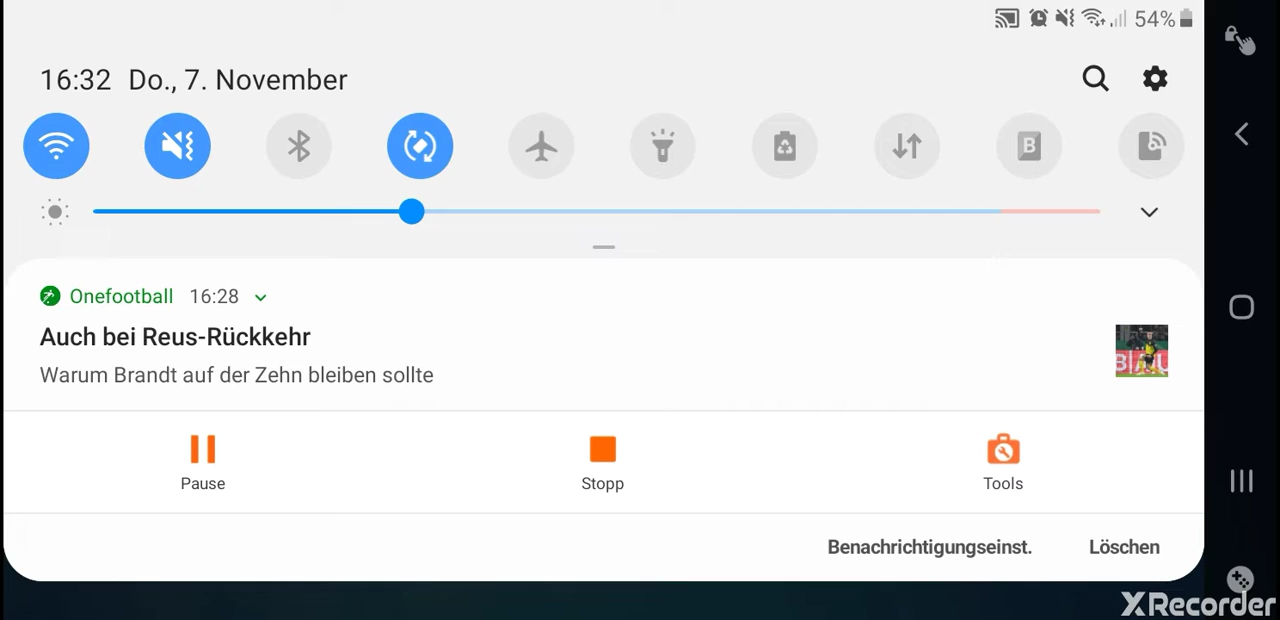 54%
16:32 Do., 7. November
B
Onefootball 16:28
Auch bei Reus-Rückkehr
Warum Brandt auf der Zehn bleiben sollte
Pause
Stopp
Tools
Benachrichtigungseinst.
Löschen
XRecorder